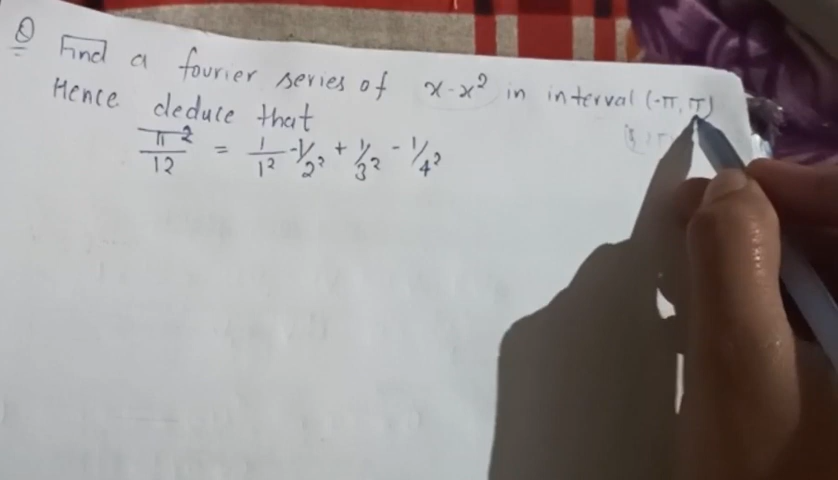 Q Find a fourier series of x-x² in interval (-π, π)
Hence deduce that
π²/12 = 1/1² - 1/2² + 1/3² - 1/4²